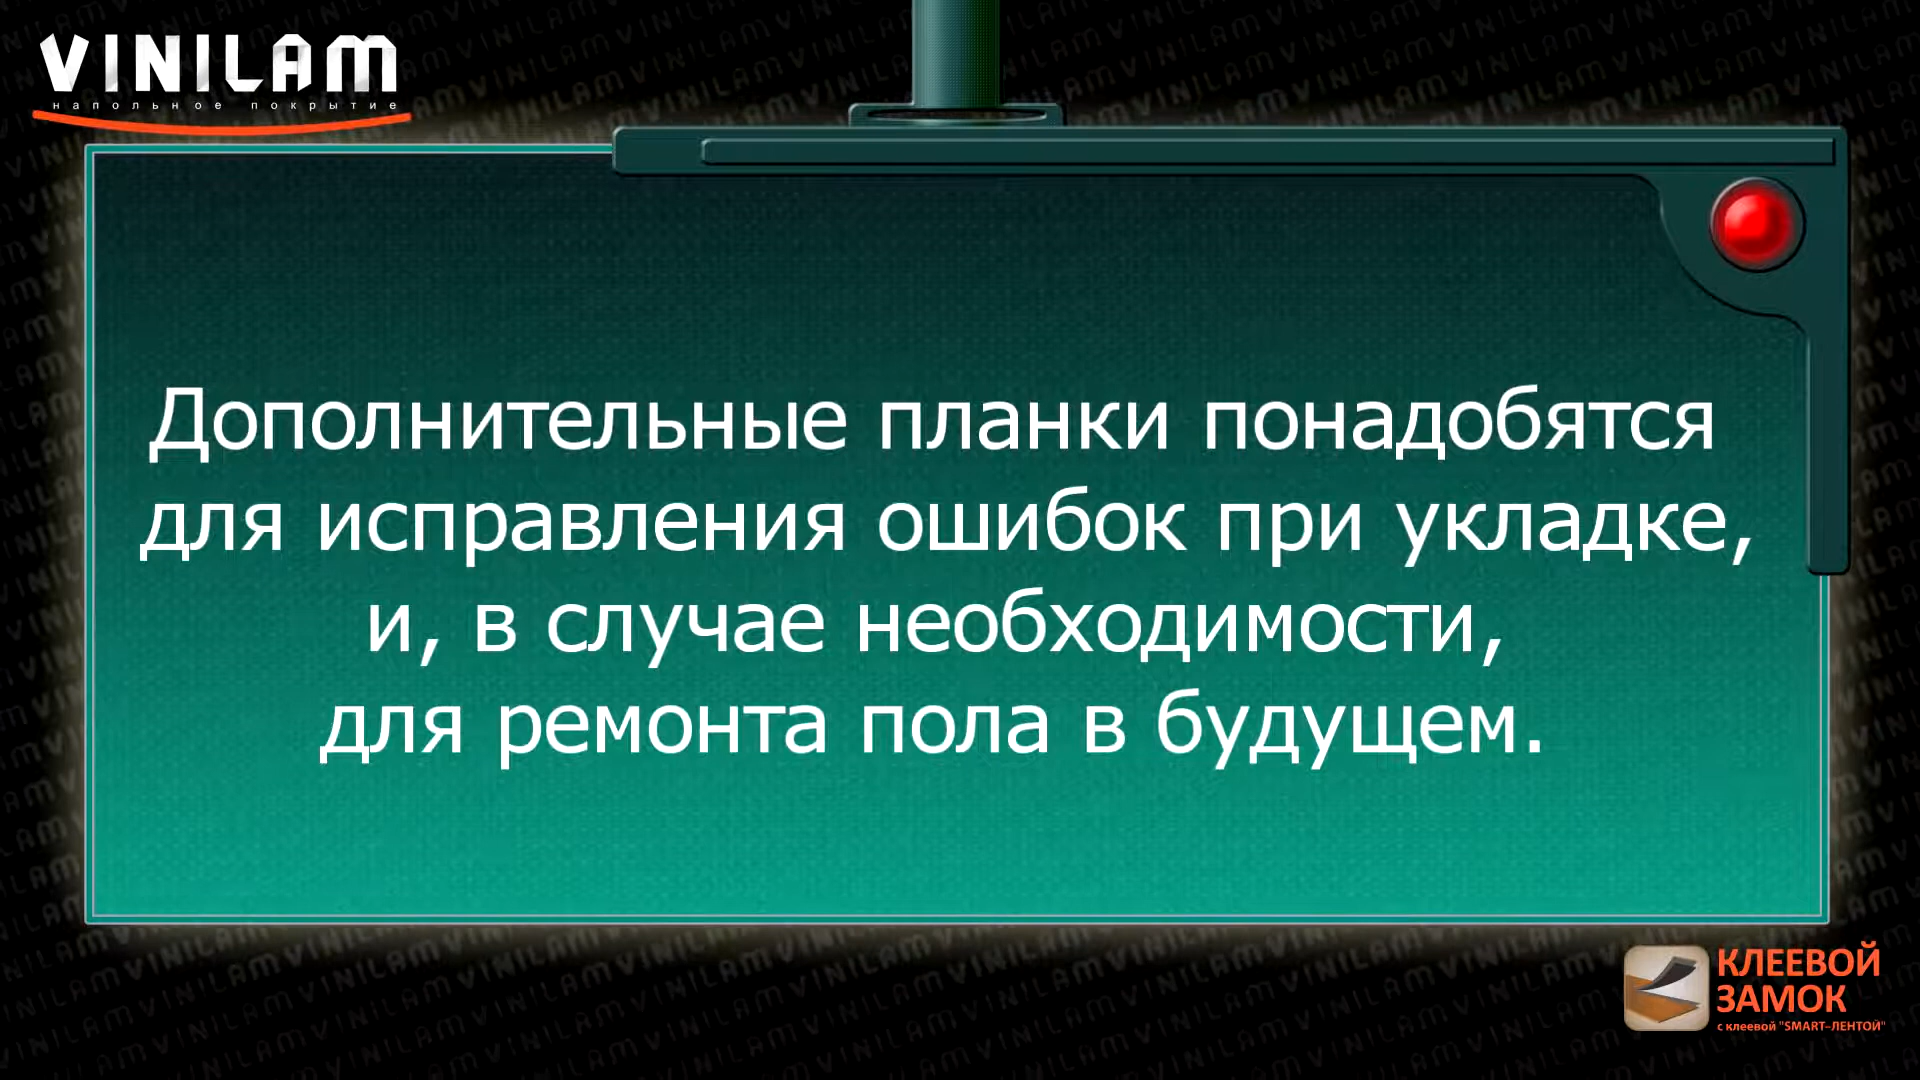 VINILAM
напольное покрытие
Дополнительные планки понадобятся
для исправления ошибок при укладке,
и, в случае необходимости,
для ремонта пола в будущем.
КЛЕЕВОЙ
ЗАМОК
с клеевой "SMART-ЛЕНТОЙ"